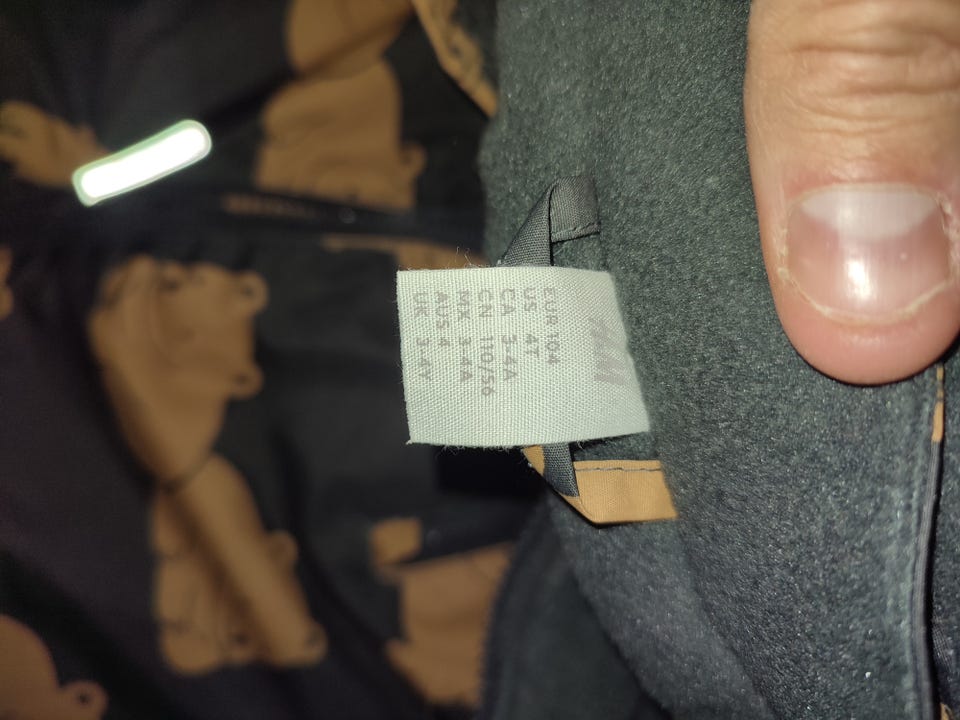 H&M
EUR 104
US 4T
CA 3-4A
CN 110/56
MX 3-4A
AUS 4
UK 3-4Y